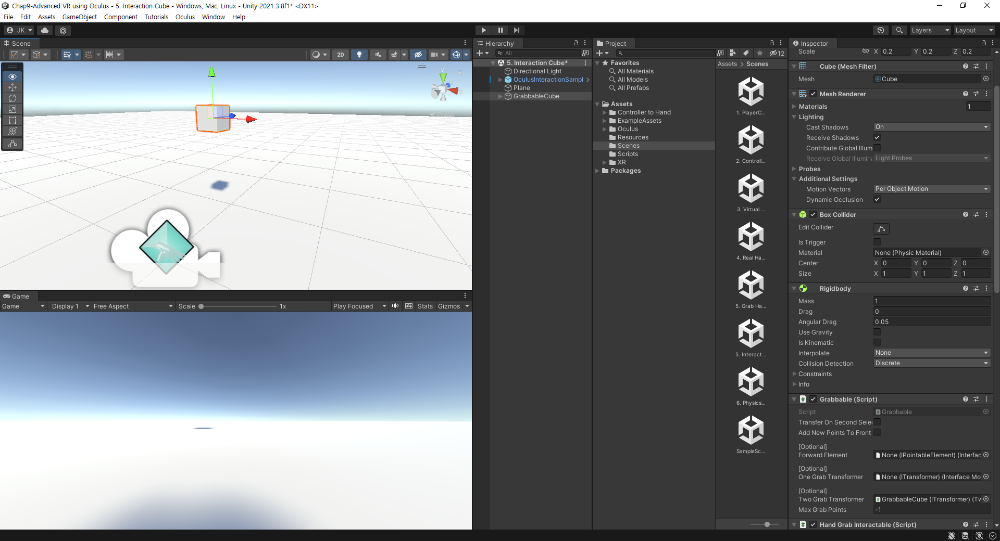 Chap9-Advanced VR using Oculus - 5. Interaction Cube - Windows, Mac, Linux - Unity 2021.3.8f1* <DX11>
File Edit Assets GameObject Component Tutorials Oculus Window Help
JK
Layers
Layout
Scene
2D
y
Persp
Game
Game
Display 1
Free Aspect
Scale
1x
Play Focused
Stats
Gizmos
Hierarchy
All
5. Interaction Cube*
Directional Light
OculusInteractionSampl
Plane
GrabbableCube
Project
12
Favorites
All Materials
All Models
All Prefabs
Assets
Controller to Hand
ExampleAssets
Oculus
Resources
Scenes
Scripts
XR
Packages
Assets > Scenes
1. PlayerC...
2. Controll...
3. Virtual ...
4. Real Ha...
5. Grab Ha...
5. Interact...
6. Physics...
SampleSc...
Inspector
Scale X 0.2 Y 0.2 Z 0.2
Cube (Mesh Filter)
Mesh Cube
Mesh Renderer
Materials 1
Lighting
Cast Shadows On
Receive Shadows
Contribute Global Illum
Receive Global Illumina Light Probes
Probes
Additional Settings
Motion Vectors Per Object Motion
Dynamic Occlusion
Box Collider
Edit Collider
Is Trigger
Material None (Physic Material)
Center X 0 Y 0 Z 0
Size X 1 Y 1 Z 1
Rigidbody
Mass 1
Drag 0
Angular Drag 0.05
Use Gravity
Is Kinematic
Interpolate None
Collision Detection Discrete
Constraints
Info
Grabbable (Script)
Script Grabbable
Transfer On Second Selec
Add New Points To Front
[Optional]
Forward Element None (IPointableElement) (Interfac
[Optional]
One Grab Transformer None (ITransformer) (Interface Mo
[Optional]
Two Grab Transformer GrabbableCube (ITransformer) (Tw
Max Grab Points -1
Hand Grab Interactable (Script)